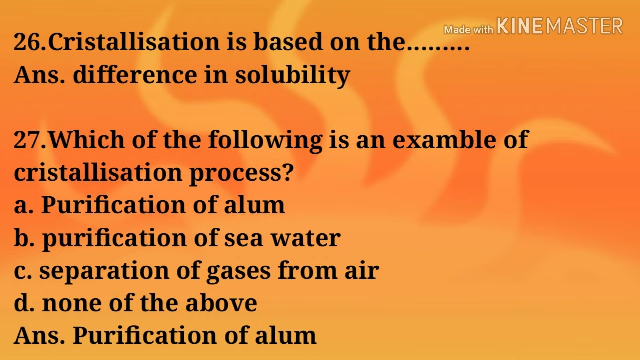 Made with KINEMASTER
26.Cristallisation is based on the.........
Ans. difference in solubility
27.Which of the following is an examble of
cristallisation process?
a. Purification of alum
b. purification of sea water
c. separation of gases from air
d. none of the above
Ans. Purification of alum